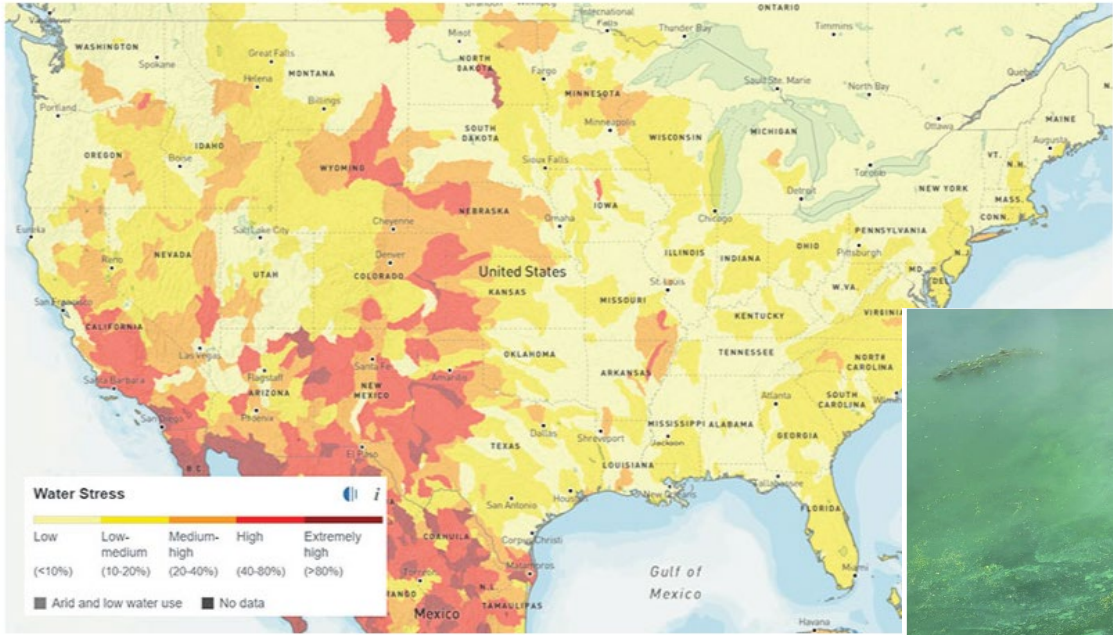 Vancouver
Brandon
Winnipeg
International
Falls
Thunder Bay
ONTARIO
Timmins
WASHINGTON
Spokane
Great Falls
Helena
MONTANA
Minot
NORTH
DAKOTA
Fargo
MINNESOTA
Sault Ste. Marie
North Bay
Quebec
Portland
Billings
Minneapolis
WISCONSIN
MICHIGAN
Ottawa
MAINE
Augusta
OREGON
Boise
IDAHO
WYOMING
SOUTH
DAKOTA
Sioux Falls
Toronto
VT.
N.H.
Detroit
NEW YORK
MASS.
CONN.
Eureka
Reno
NEVADA
Salt Lake City
UTAH
Cheyenne
NEBRASKA
Omaha
IOWA
Chicago
PENNSYLVANIA
Pittsburgh
N.J.
OHIO
ILLINOIS
INDIANA
Denver
COLORADO
United States
KANSAS
St. Louis
MISSOURI
MD.
DEL.
W.VA.
VIRGINIA
San Francisco
CALIFORNIA
Las Vegas
KENTUCKY
Santa Barbara
Flagstaff
ARIZONA
Santa Fe
NEW
MEXICO
Amarillo
OKLAHOMA
ARKANSAS
TENNESSEE
NORTH
CAROLINA
SOUTH
CAROLINA
San Diego
Phoenix
El Paso
TEXAS
Dallas
Shreveport
MISSISSIPPI
Jackson
ALABAMA
Atlanta
GEORGIA
B.C.
LOUISIANA
New Orleans
Tallahassee
FLORIDA
San Antonio
Corpus Christi
COAHUILA
Matamoros
N.L.
TAMAULIPAS
Mexico
Gulf of
Mexico
Miami
Havana
Water Stress
i
Low
Low-
medium
Medium-
high
High
Extremely
high
(<10%)
(10-20%)
(20-40%)
(40-80%)
(>80%)
Arid and low water use
No data